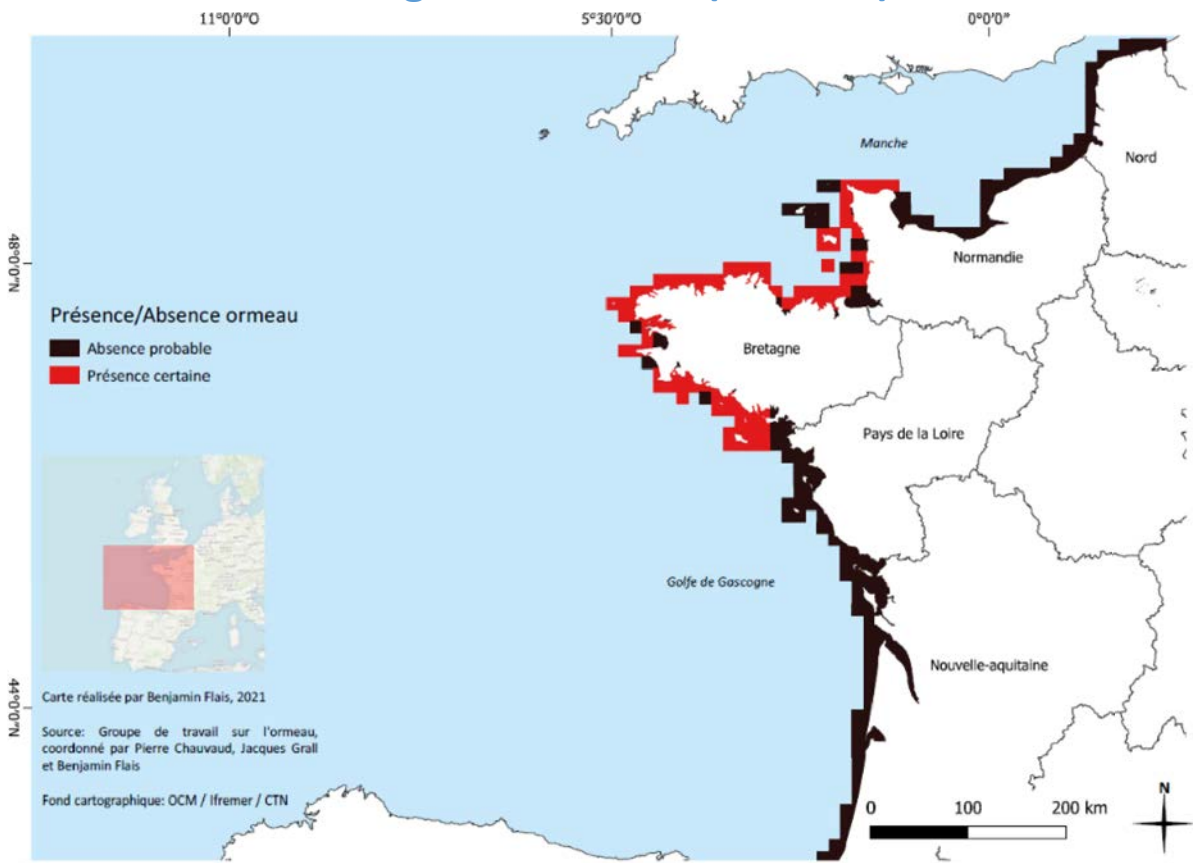 11°0'0"O
5°30'0"O
0°0'0"
Manche
Nord
48°0'0"N
Normandie
Présence/Absence ormeau
Absence probable
Présence certaine
Bretagne
Pays de la Loire
Golfe de Gascogne
Nouvelle-aquitaine
44°0'0"N
Carte réalisée par Benjamin Flais, 2021
Source: Groupe de travail sur l'ormeau,
coordonné par Pierre Chauvaud, Jacques Grall
et Benjamin Flais
Fond cartographique: OCM / Ifremer / CTN
0 100 200 km
N